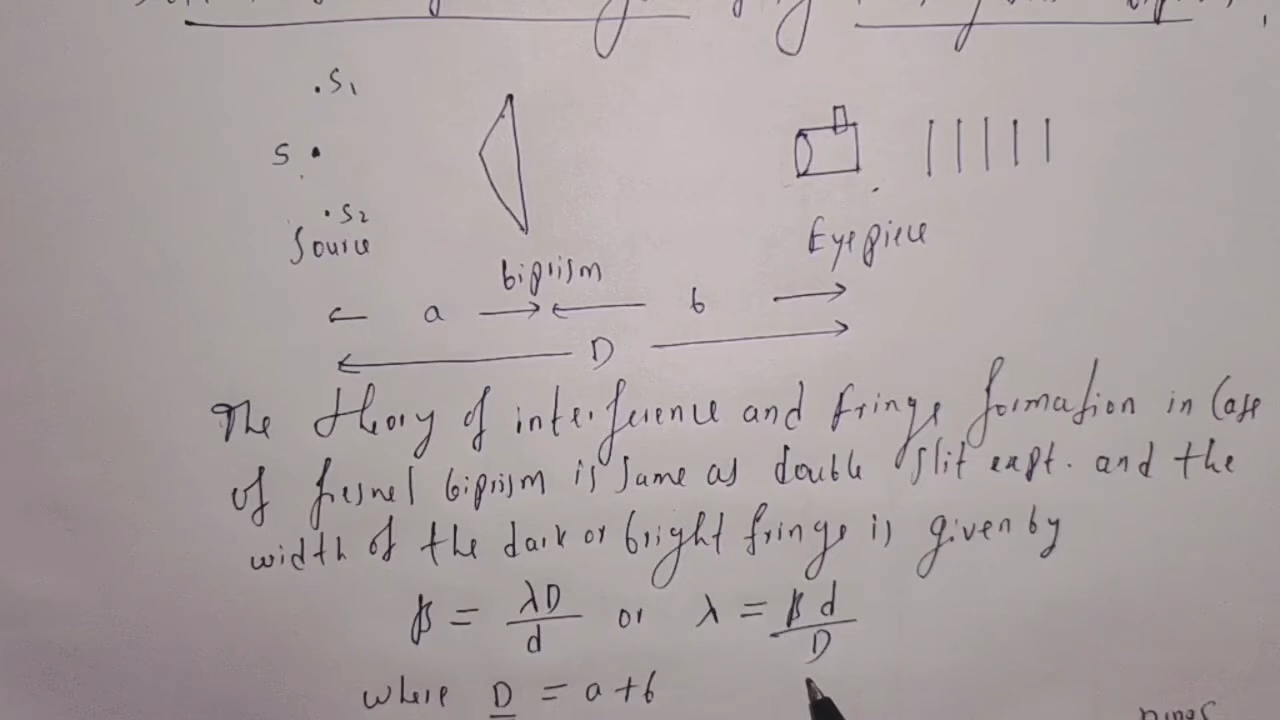 .S₁
S •
.S₂
Source
biprism
Eyepiece
a
b
D
The theory of interference and fringe formation in Case
of fresnel biprism is same as double slit expt. and the
width of the dark or bright fringe is given by
β = λD/d or λ = βd/D
where D = a+b